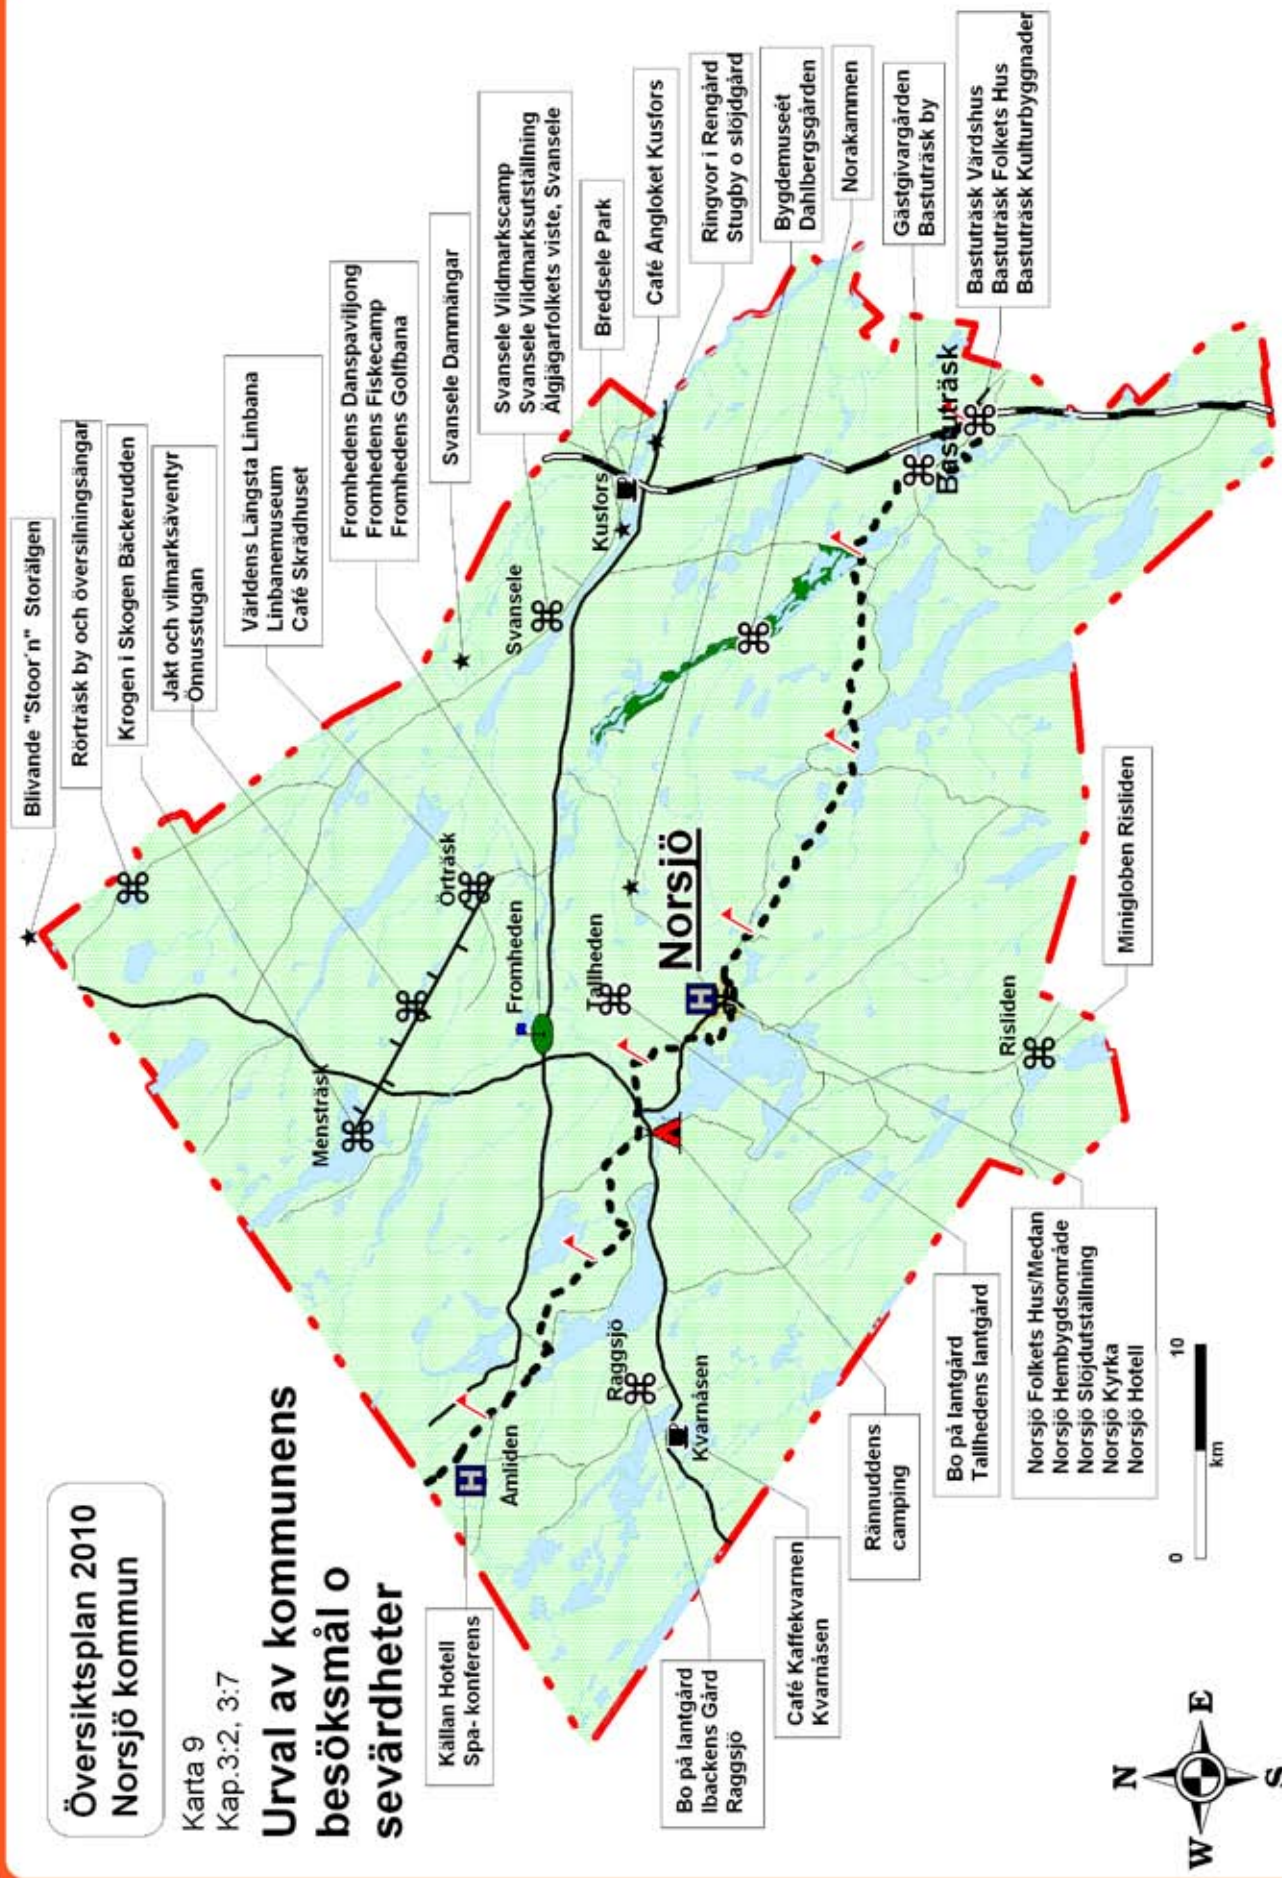 Översiktsplan 2010
Norsjö kommun
Karta 9
Kap.3:2, 3:7
Urval av kommunens
besöksmål o
sevärdheter
Blivande "Stoor´n" Storälgen
Rörträsk by och översilningsängar
Krogen i Skogen Bäckerudden
Jakt och vilmarksäventyr
Önnusstugan
Världens Längsta Linbana
Linbanemuseum
Café Skrädhuset
Fromhedens Danspaviljong
Fromhedens Fiskecamp
Fromhedens Golfbana
Svansele Dammängar
Svansele Vildmarkscamp
Svansele Vildmarksutställning
Älgjägarfolkets viste, Svansele
Bredsele Park
Café Ångloket Kusfors
Ringvor i Rengård
Stugby o slöjdgård
Bygdemuseét
Dahlbergsgården
Norakammen
Gästgivargården
Bastuträsk by
Bastuträsk Värdshus
Bastuträsk Folkets Hus
Bastuträsk Kulturbyggnader
Mensträsk
Örträsk
Svansele
Kusfors
Fromheden
Tallheden
Norsjö
H
Bastuträsk
Risliden
Raggsjö
Kvarnåsen
Amliden
H
Källan Hotell
Spa- konferens
Bo på lantgård
Ibackens Gård
Raggsjö
Café Kaffekvarnen
Kvarnåsen
Rännuddens
camping
Bo på lantgård
Tallhedens lantgård
Norsjö Folkets Hus/Medan
Norsjö Hembygdsområde
Norsjö Slöjdutställning
Norsjö Kyrka
Norsjö Hotell
Minigloben Risliden
0
10
km
N
W
E
S